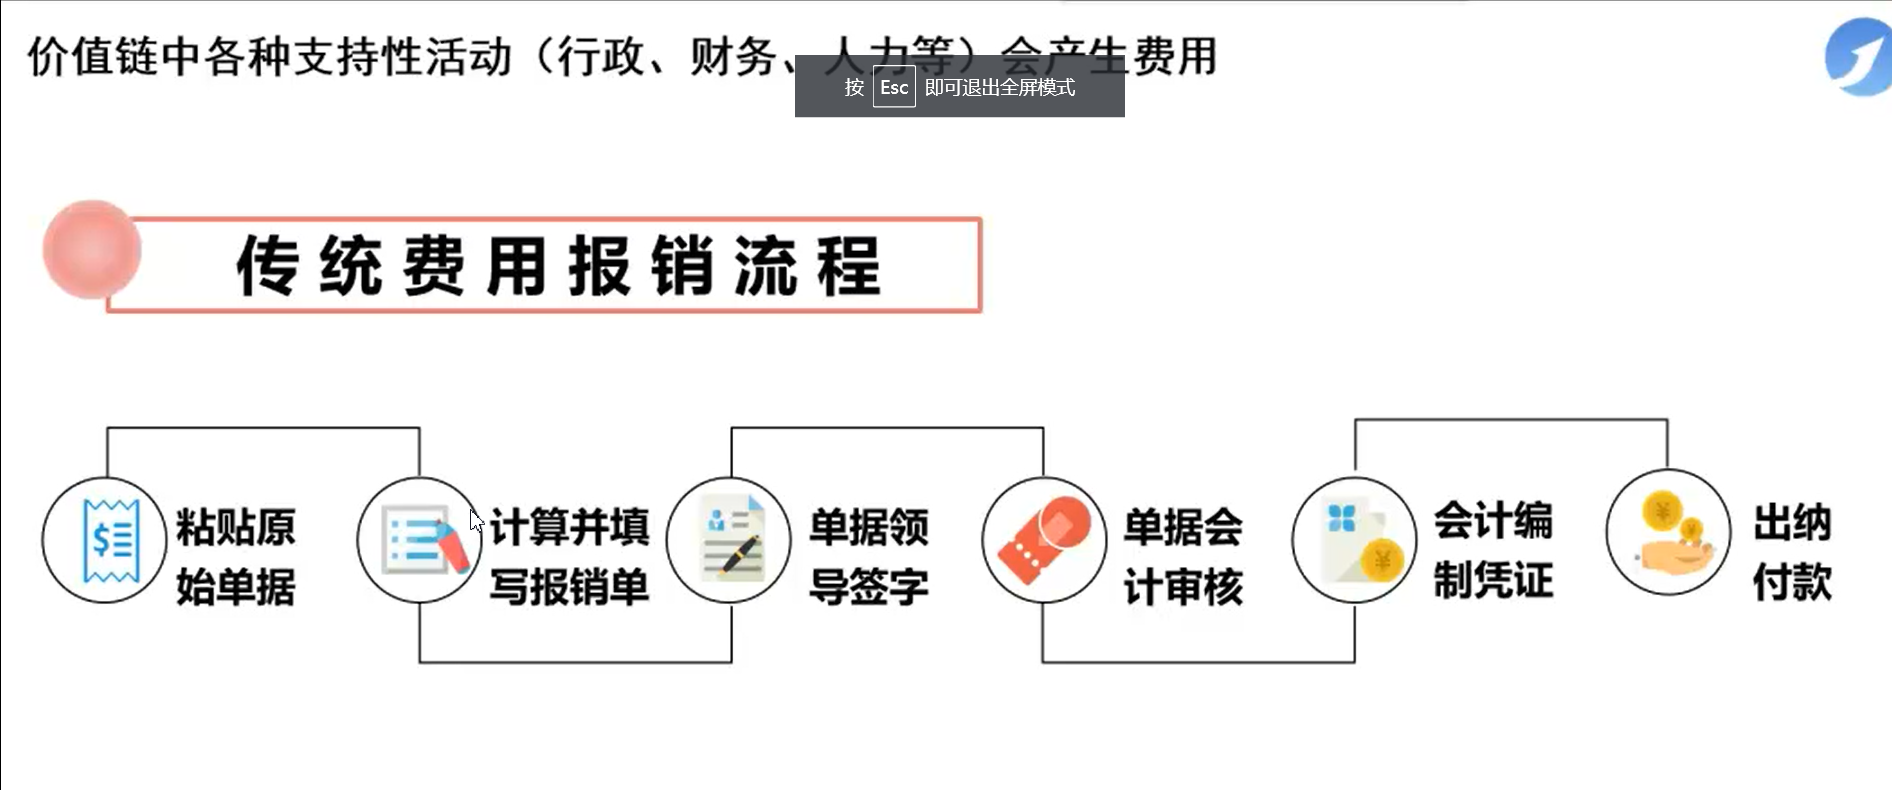 价值链中各种支持性活动（行政、财务、人力等）会产生费用
按 Esc 即可退出全屏模式
传统费用报销流程
粘贴原
始单据
计算并填
写报销单
单据领
导签字
单据会
计审核
会计编
制凭证
出纳
付款